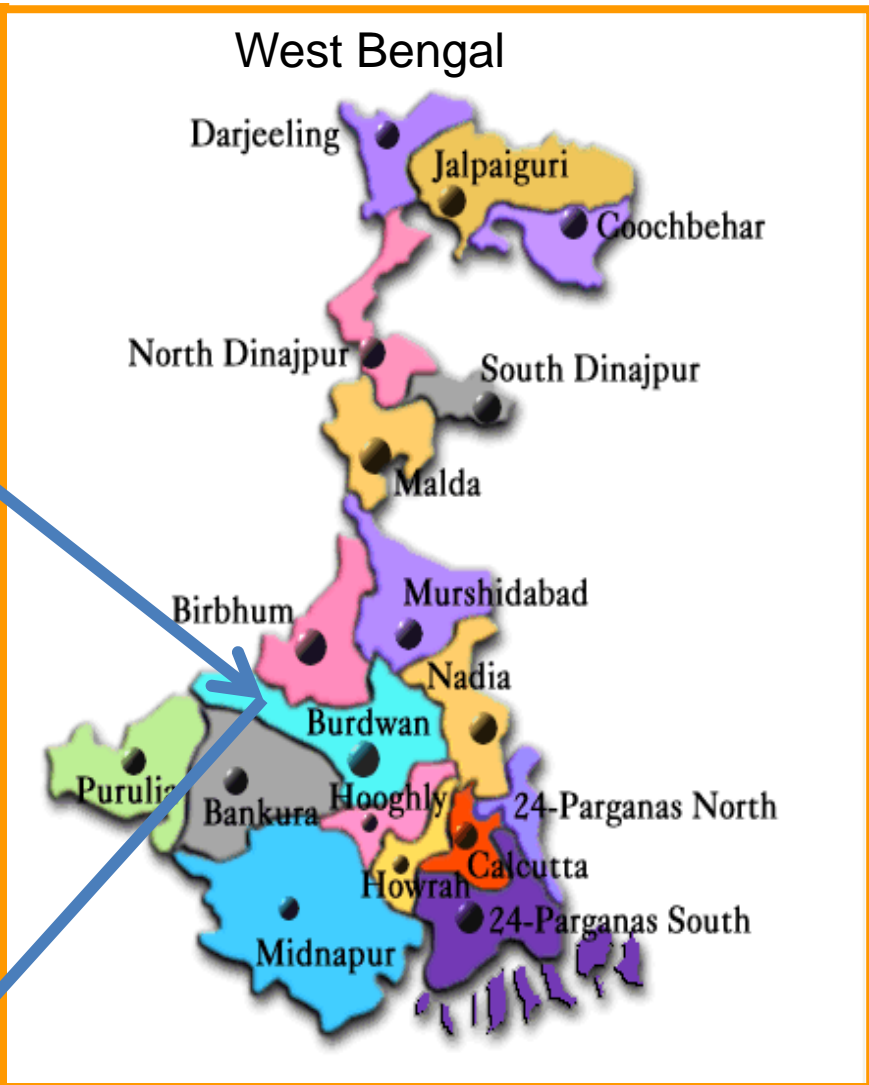 West Bengal
Darjeeling
Jalpaiguri
Coochbehar
North Dinajpur
South Dinajpur
Malda
Murshidabad
Birbhum
Nadia
Burdwan
Purulia
Bankura
Hooghly
24-Parganas North
Calcutta
Howrah
24-Parganas South
Midnapur